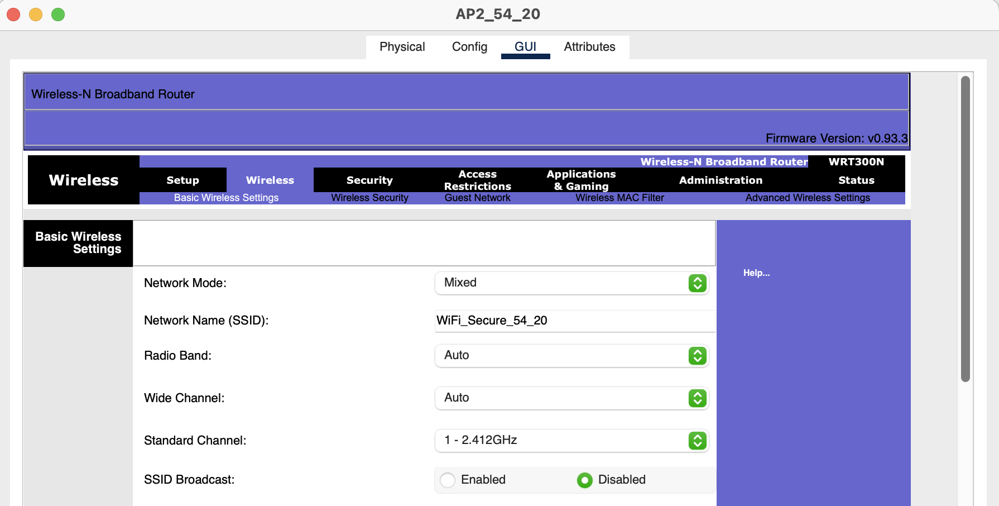 AP2_54_20
Physical Config GUI Attributes
Wireless-N Broadband Router
Firmware Version: v0.93.3
Wireless-N Broadband Router WRT300N
Wireless
Setup Wireless Security Access Restrictions Applications & Gaming Administration Status
Basic Wireless Settings Wireless Security Guest Network Wireless MAC Filter Advanced Wireless Settings
Basic Wireless
Settings
Help...
Network Mode: Mixed
Network Name (SSID): WiFi_Secure_54_20
Radio Band: Auto
Wide Channel: Auto
Standard Channel: 1 - 2.412GHz
SSID Broadcast: Enabled Disabled